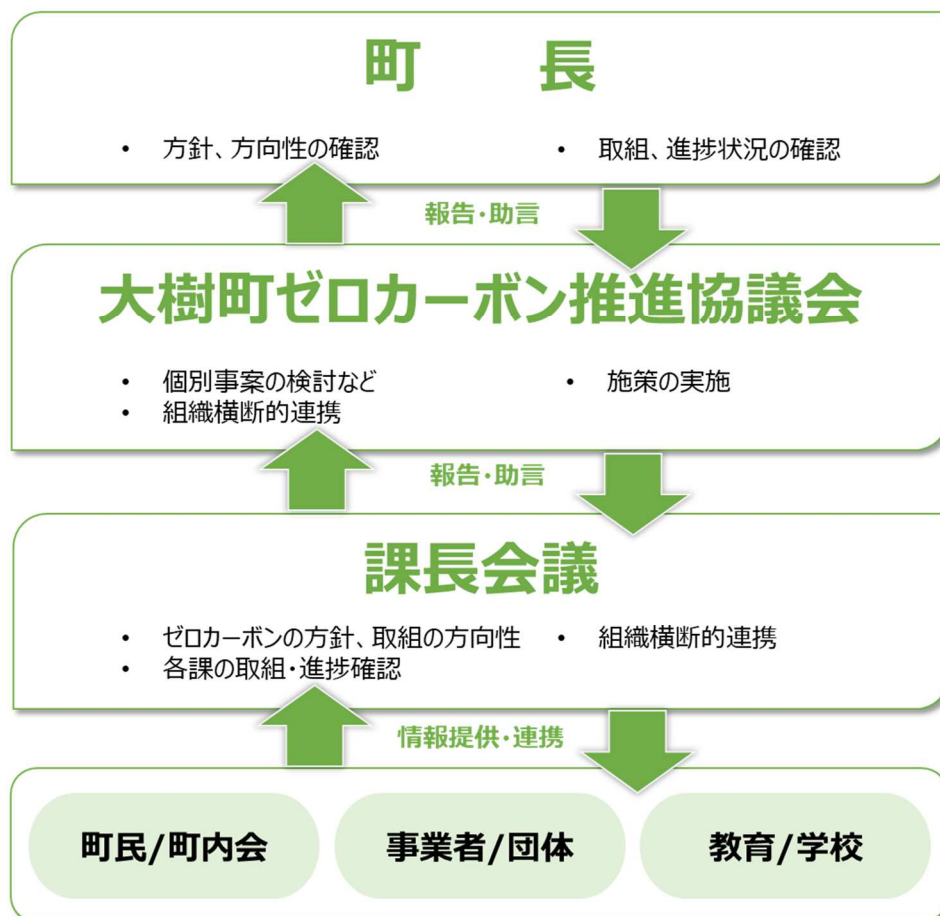 町　長
• 方針、方向性の確認
• 取組、進捗状況の確認
報告・助言
大樹町ゼロカーボン推進協議会
• 個別事案の検討など
• 組織横断的連携
• 施策の実施
報告・助言
課長会議
• ゼロカーボンの方針、取組の方向性
• 各課の取組・進捗確認
• 組織横断的連携
情報提供・連携
町民/町内会
事業者/団体
教育/学校